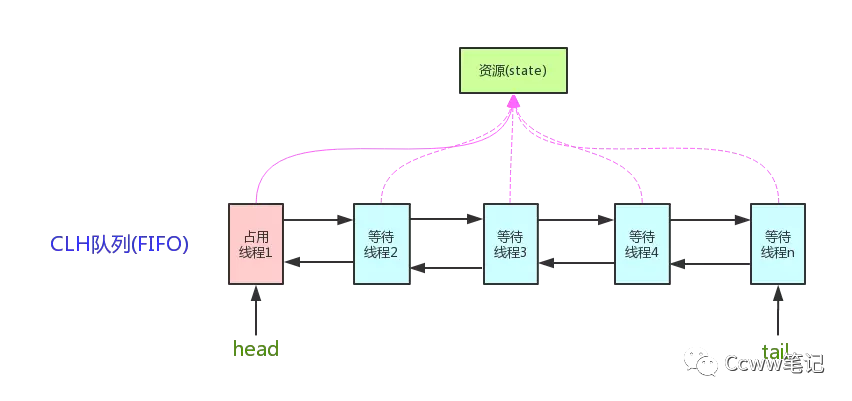 资源(state)
CLH队列(FIFO)
占用
线程1
等待
线程2
等待
线程3
等待
线程4
等待
线程n
head
tail
Ccww笔记